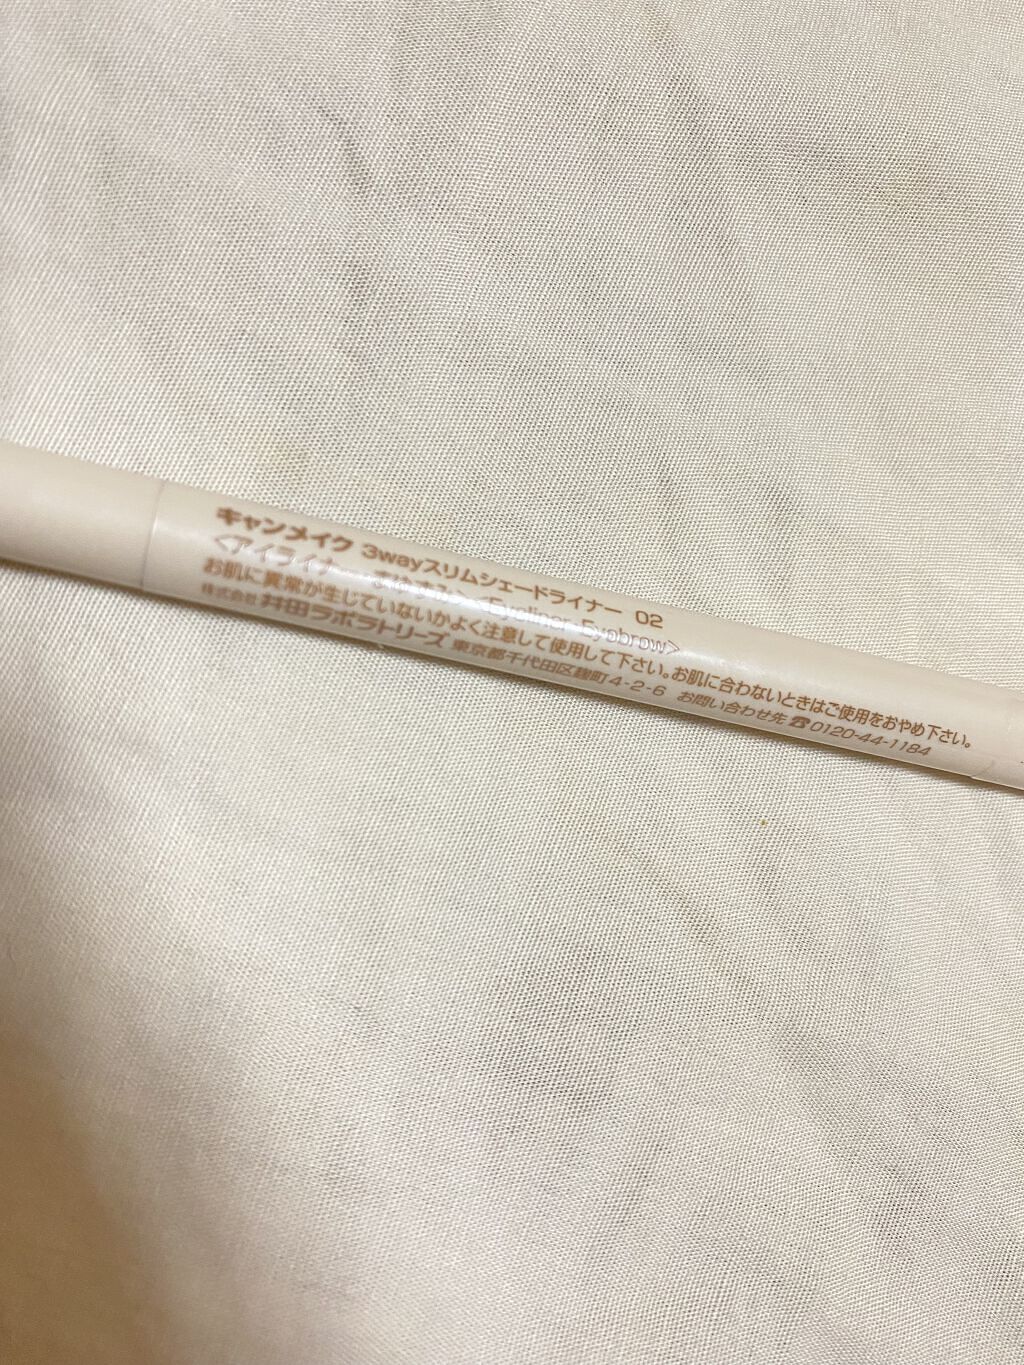 キャンメイク 3wayスリムシェードライナー 02
<アイライナー・まゆずみ> <Eyeliner・Eyebrow>
お肌に異常が生じていないかよく注意して使用して下さい。お肌に合わないときはご使用をおやめ下さい。
株式会社 井田ラボラトリーズ 東京都千代田区麹町4-2-6 お問い合わせ先☎0120-44-1184